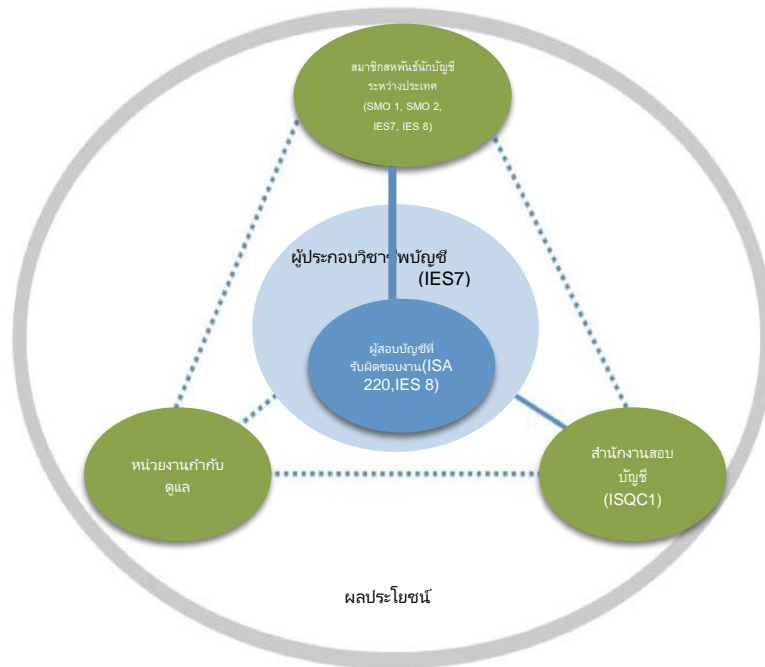 สมาชิกสหพันธ์นักบัญชี
ระหว่างประเทศ
(SMO 1, SMO 2,
IES7, IES 8)
ผู้ประกอบวิชาชีพบัญชี
(IES7)
ผู้สอบบัญชีที่
รับผิดชอบงาน(ISA
220,IES 8)
หน่วยงานกำกับ
ดูแล
สำนักงานสอบ
บัญชี
(ISQC1)
ผลประโยชน์